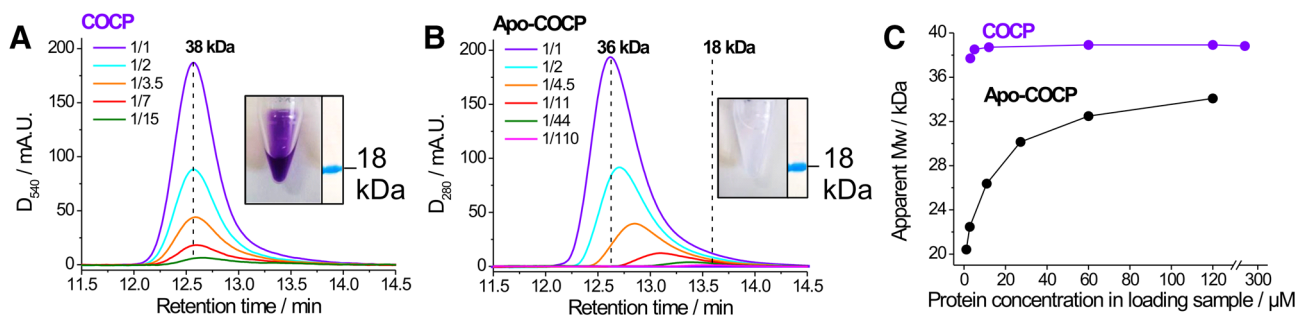 A
COCP
D540 / mA.U.
200
150
100
50
0
1/1
1/2
1/3.5
1/7
1/15
38 kDa
18
kDa
11.5 12.0 12.5 13.0 13.5 14.0 14.5
Retention time / min
B
Apo-COCP
D280 / mA.U.
200
150
100
50
0
36 kDa
18 kDa
1/1
1/2
1/4.5
1/11
1/44
1/110
18
kDa
11.5 12.0 12.5 13.0 13.5 14.0 14.5
Retention time / min
C
Apparent Mw / kDa
40
36
32
28
24
20
COCP
Apo-COCP
0 20 40 60 80 100 120 300
Protein concentration in loading sample / µM